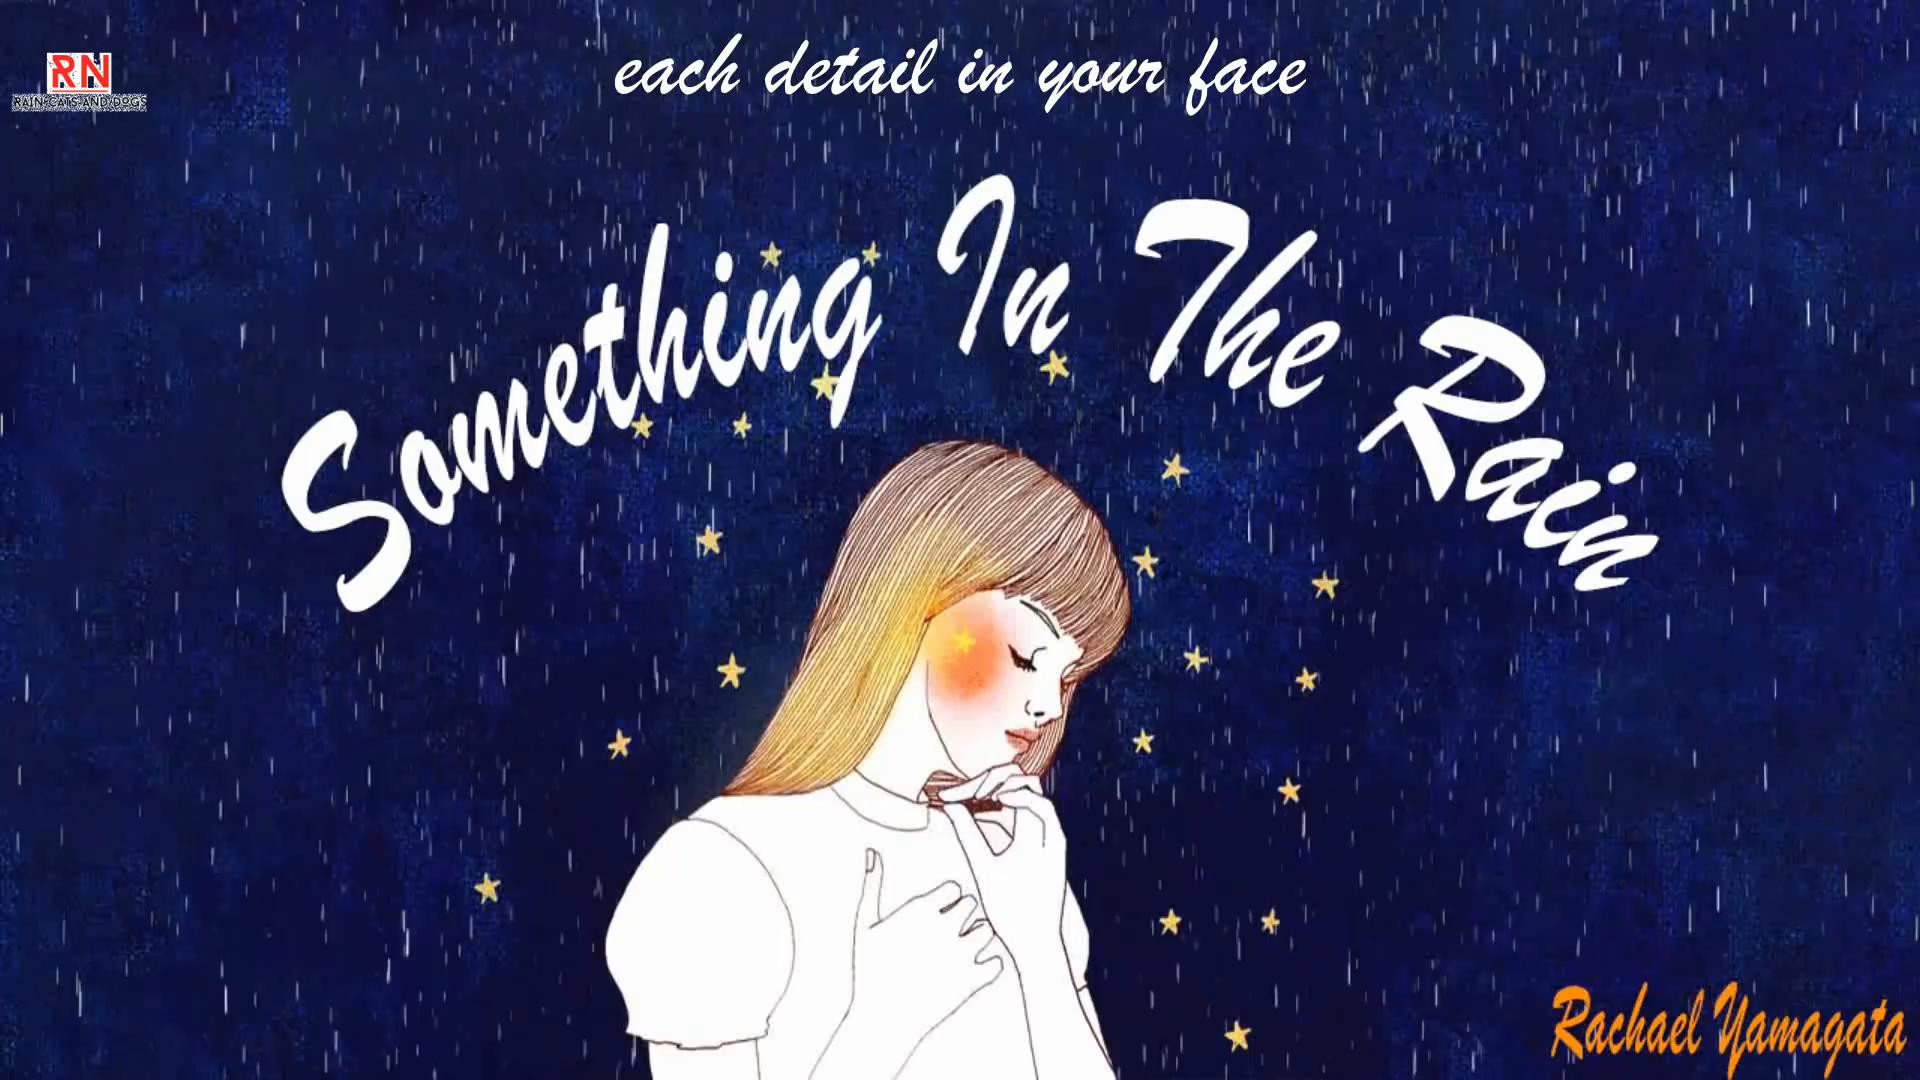 each detail in your face
RN
RAIN CATS AND DOGS
Something In The Rain
Rachael Yamagata